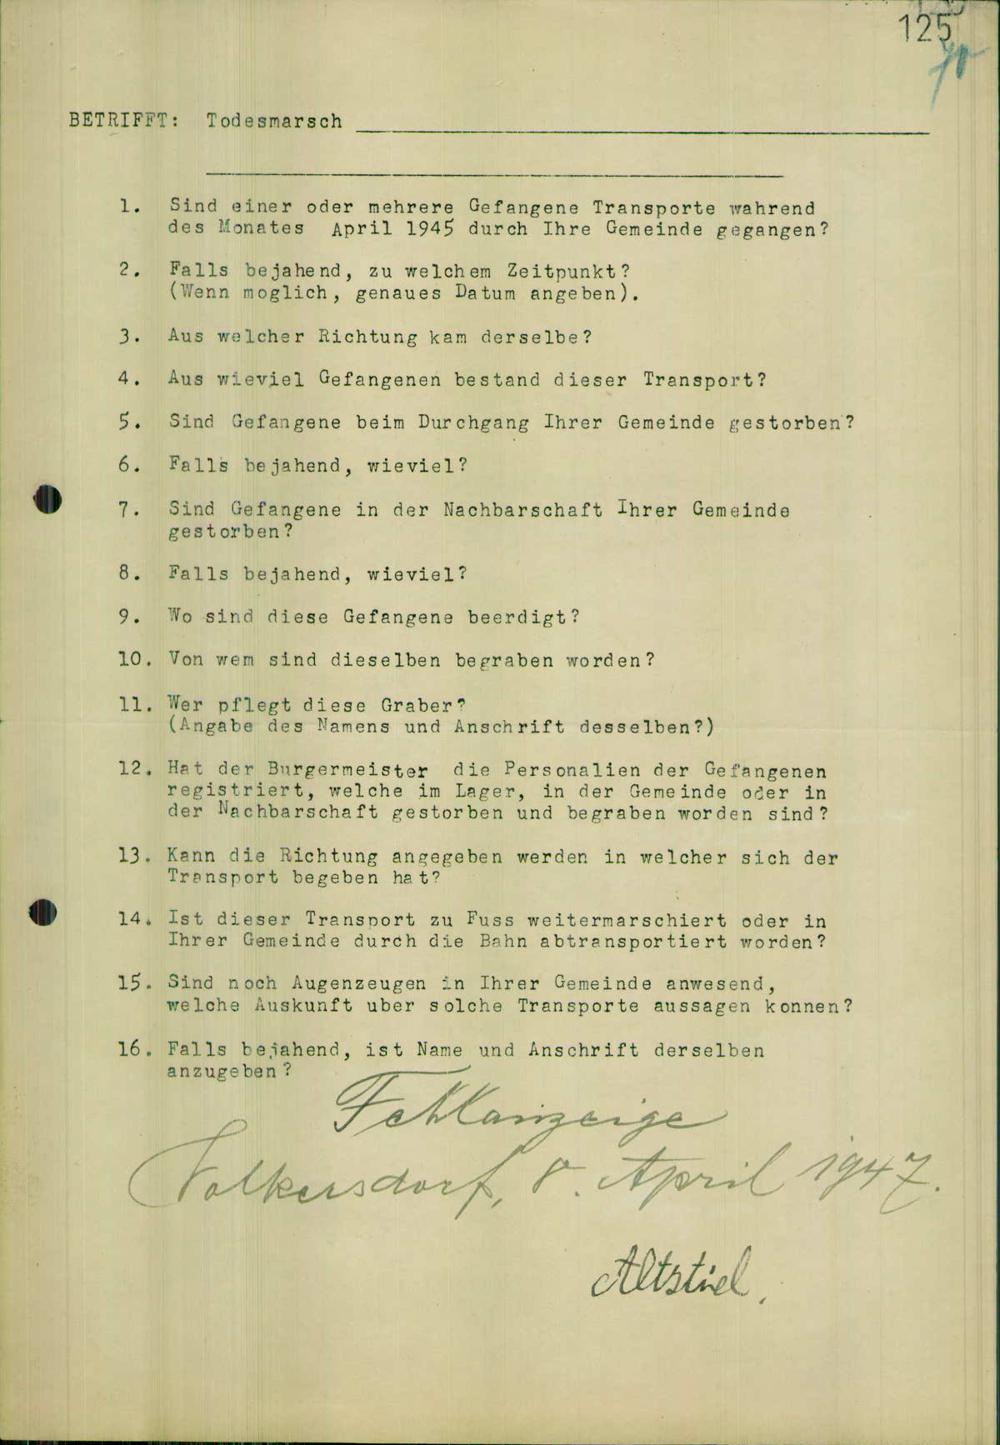 125
BETRIFFT: Todesmarsch
1. Sind einer oder mehrere Gefangene Transporte wahrend
des Monates April 1945 durch Ihre Gemeinde gegangen?
2. Falls bejahend, zu welchem Zeitpunkt?
(Wenn moglich, genaues Datum angeben).
3. Aus welcher Richtung kam derselbe?
4. Aus wieviel Gefangenen bestand dieser Transport?
5. Sind Gefangene beim Durchgang Ihrer Gemeinde gestorben?
6. Falls bejahend, wieviel?
7. Sind Gefangene in der Nachbarschaft Ihrer Gemeinde
gestorben?
8. Falls bejahend, wieviel?
9. Wo sind diese Gefangene beerdigt?
10. Von wem sind dieselben begraben worden?
11. Wer pflegt diese Graber?
(Angabe des Namens und Anschrift desselben?)
12. Hat der Burgermeister die Personalien der Gefangenen
registriert, welche im Lager, in der Gemeinde oder in
der Nachbarschaft gestorben und begraben worden sind?
13. Kann die Richtung angegeben werden in welcher sich der
Transport begeben hat?
14. Ist dieser Transport zu Fuss weitermarschiert oder in
Ihrer Gemeinde durch die Bahn abtransportiert worden?
15. Sind noch Augenzeugen in Ihrer Gemeinde anwesend,
welche Auskunft uber solche Transporte aussagen konnen?
16. Falls bejahend, ist Name und Anschrift derselben
anzugeben?
Fehlanzeige
Volkersdorf, 8. April 1947.